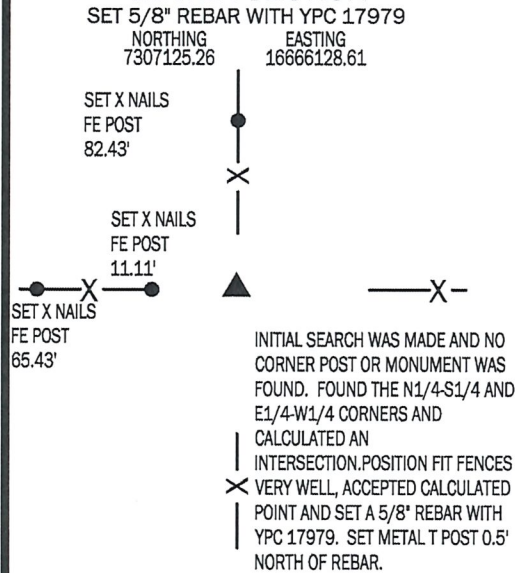 SET 5/8" REBAR WITH YPC 17979
NORTHING EASTING
7307125.26 16666128.61
SET X NAILS
FE POST
82.43'
X
SET X NAILS
FE POST
11.11'
X
X
SET X NAILS
FE POST
65.43'
INITIAL SEARCH WAS MADE AND NO
CORNER POST OR MONUMENT WAS
FOUND. FOUND THE N1/4-S1/4 AND
E1/4-W1/4 CORNERS AND
CALCULATED AN
INTERSECTION.POSITION FIT FENCES
X VERY WELL, ACCEPTED CALCULATED
POINT AND SET A 5/8" REBAR WITH
YPC 17979. SET METAL T POST 0.5'
NORTH OF REBAR.